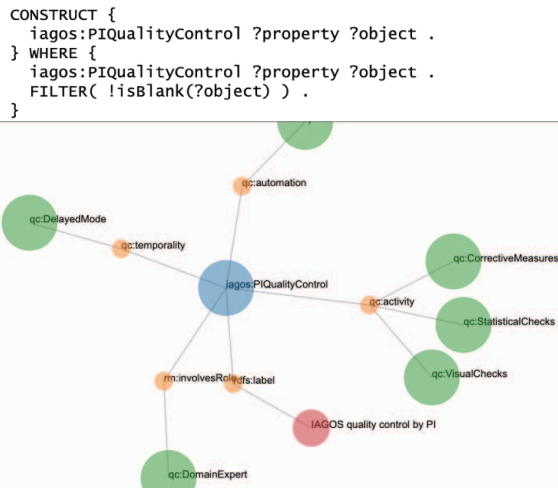 CONSTRUCT {
iagos:PIQualityControl ?property ?object .
} WHERE {
iagos:PIQualityControl ?property ?object .
FILTER( !isBlank(?object) ) .
}
qc:automation
qc:DelayedMode
qc:temporality
qc:CorrectiveMeasures
iagos:PIQualityControl
qc:activity
qc:StatisticalChecks
qc:VisualChecks
rm:involvesRole
rdfs:label
IAGOS quality control by PI
qc:DomainExpert